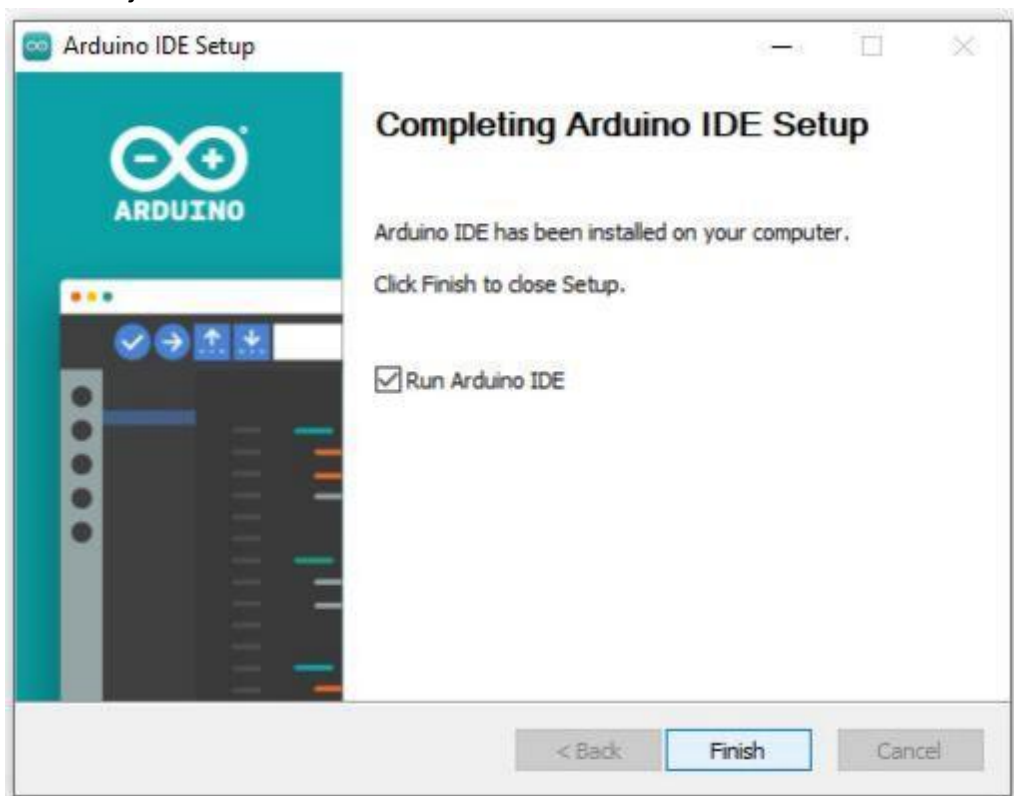 Arduino IDE Setup
ARDUINO
Completing Arduino IDE Setup
Arduino IDE has been installed on your computer.
Click Finish to close Setup.
Run Arduino IDE
< Back Finish Cancel